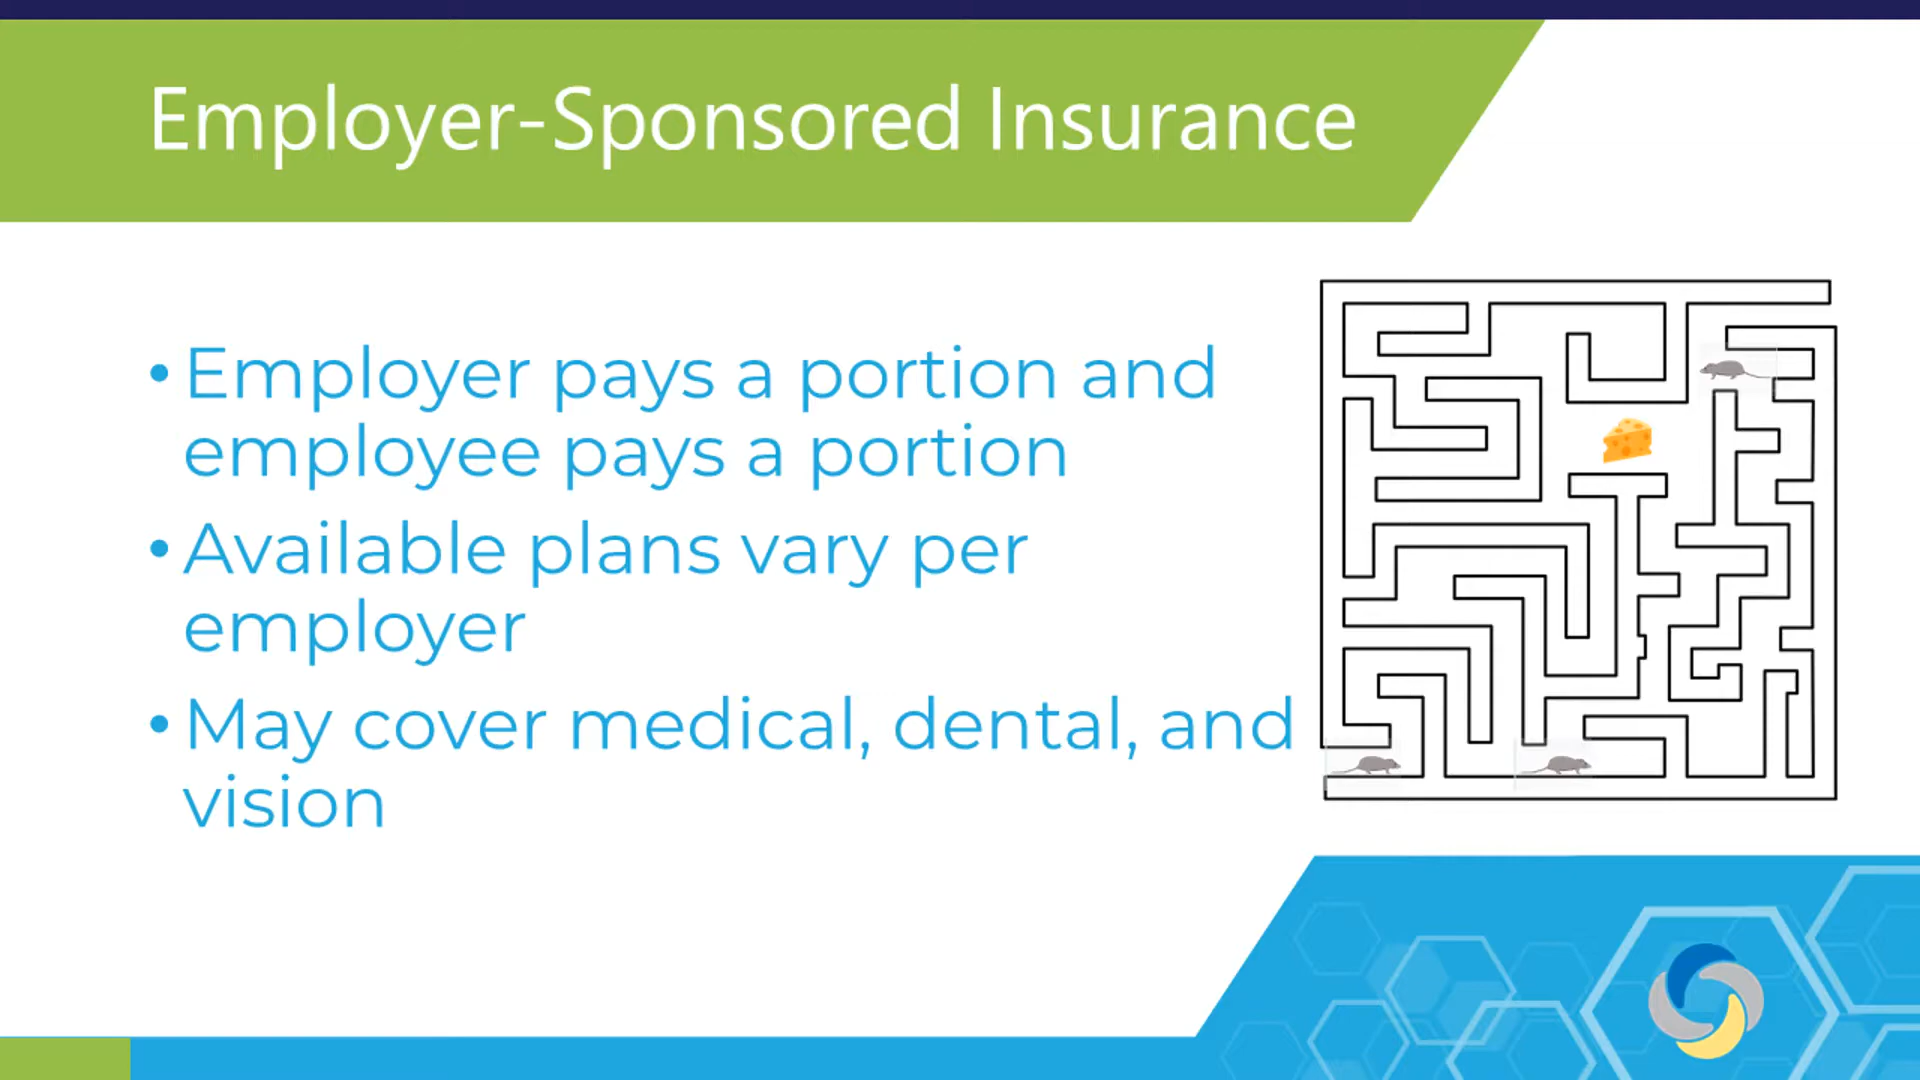 Employer-Sponsored Insurance
• Employer pays a portion and
employee pays a portion
• Available plans vary per
employer
• May cover medical, dental, and
vision